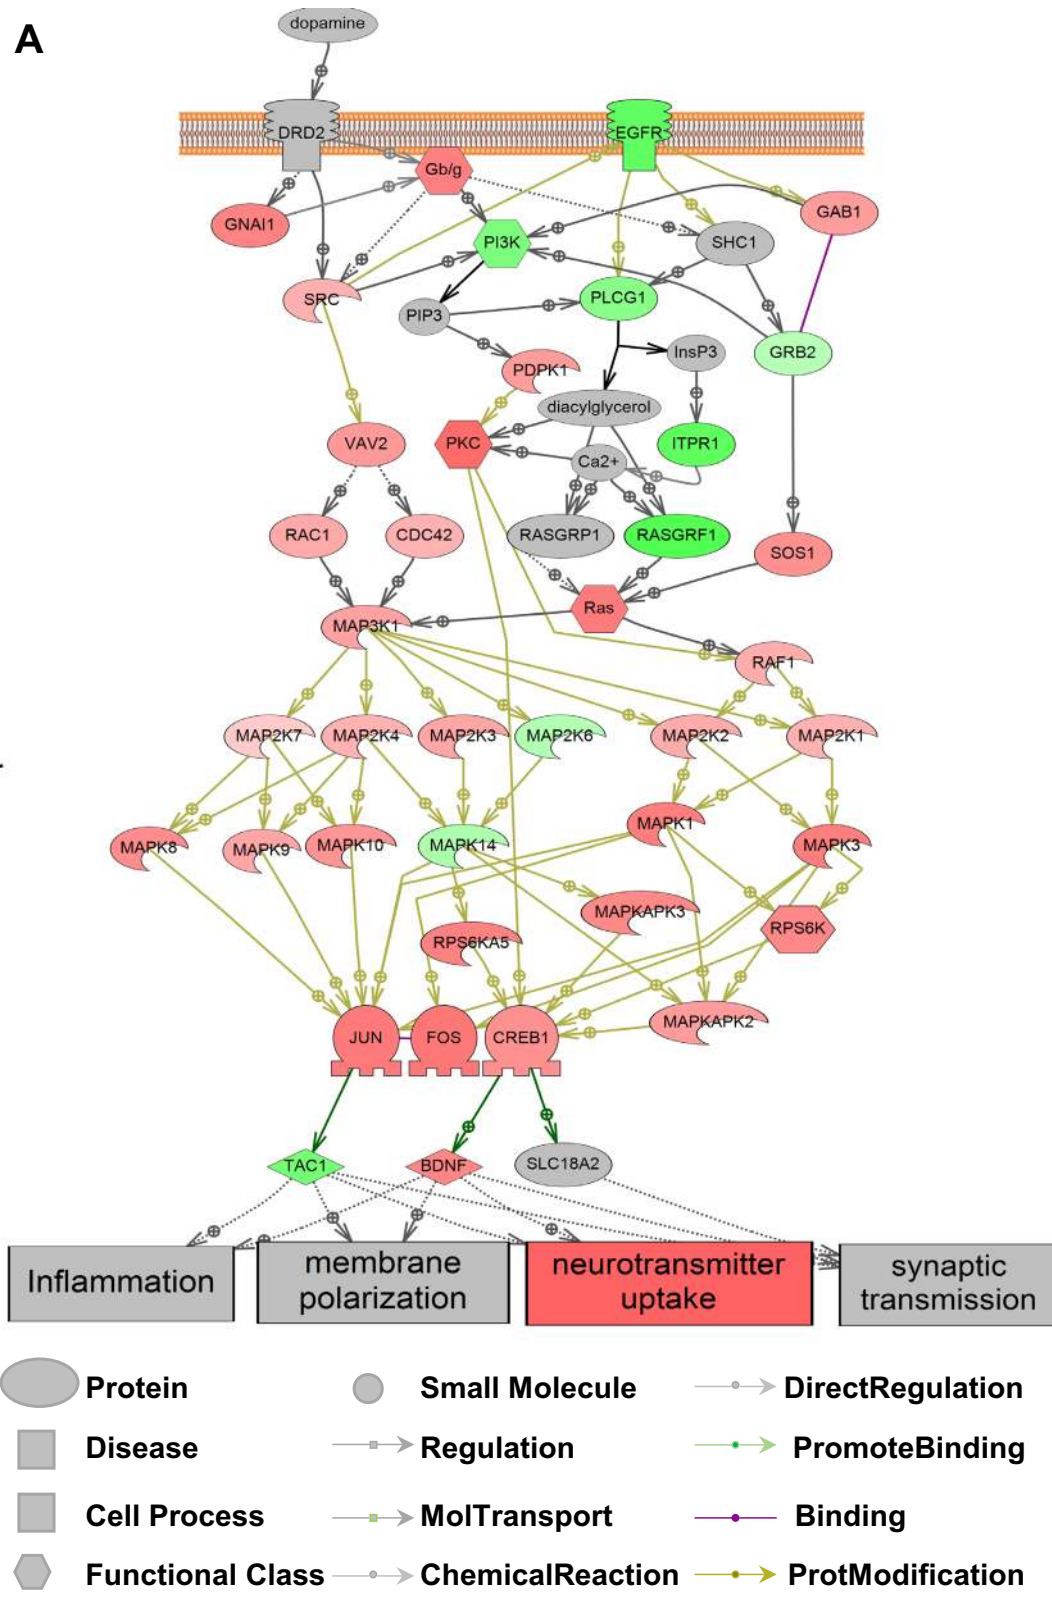 A
dopamine
DRD2
EGFR
Gb/g
GNAI1
GAB1
PI3K
SHC1
SRC
PIP3
PLCG1
InsP3
GRB2
PDPK1
diacylglycerol
VAV2
PKC
Ca2+
ITPR1
RAC1
CDC42
RASGRP1
RASGRF1
SOS1
Ras
MAP3K1
RAF1
MAP2K7
MAP2K4
MAP2K3
MAP2K6
MAP2K2
MAP2K1
MAPK8
MAPK9
MAPK10
MAPK14
MAPK1
MAPK3
MAPKAPK3
RPS6K
RPS6KA5
MAPKAPK2
JUN
FOS
CREB1
TAC1
BDNF
SLC18A2
Inflammation
membrane
polarization
neurotransmitter
uptake
synaptic
transmission
Protein
Small Molecule
DirectRegulation
Disease
Regulation
PromoteBinding
Cell Process
MolTransport
Binding
Functional Class
ChemicalReaction
ProtModification